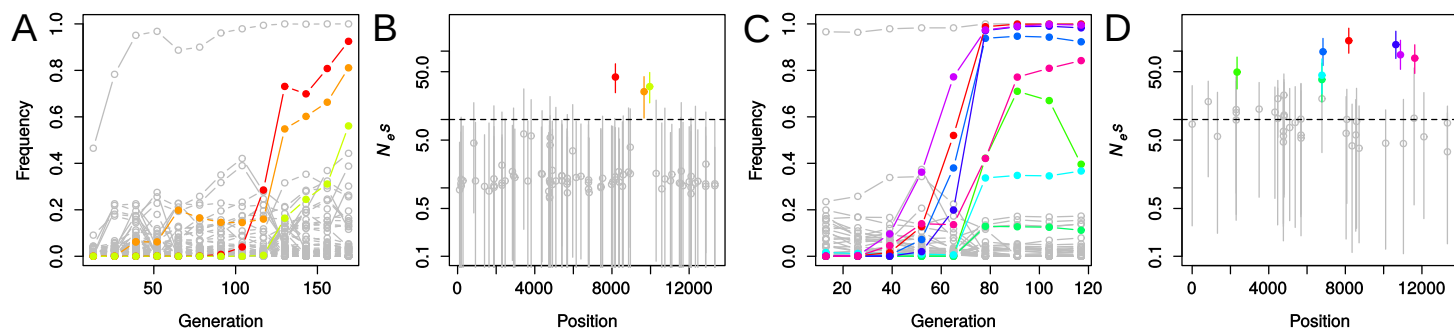 A
Frequency
0.0 0.2 0.4 0.6 0.8 1.0
50 100 150
Generation
B
NeS
0.1 0.5 5.0 50.0
0 4000 8000 12000
Position
C
Frequency
0.0 0.2 0.4 0.6 0.8 1.0
20 40 60 80 100 120
Generation
D
NeS
0.1 0.5 5.0 50.0
0 4000 8000 12000
Position